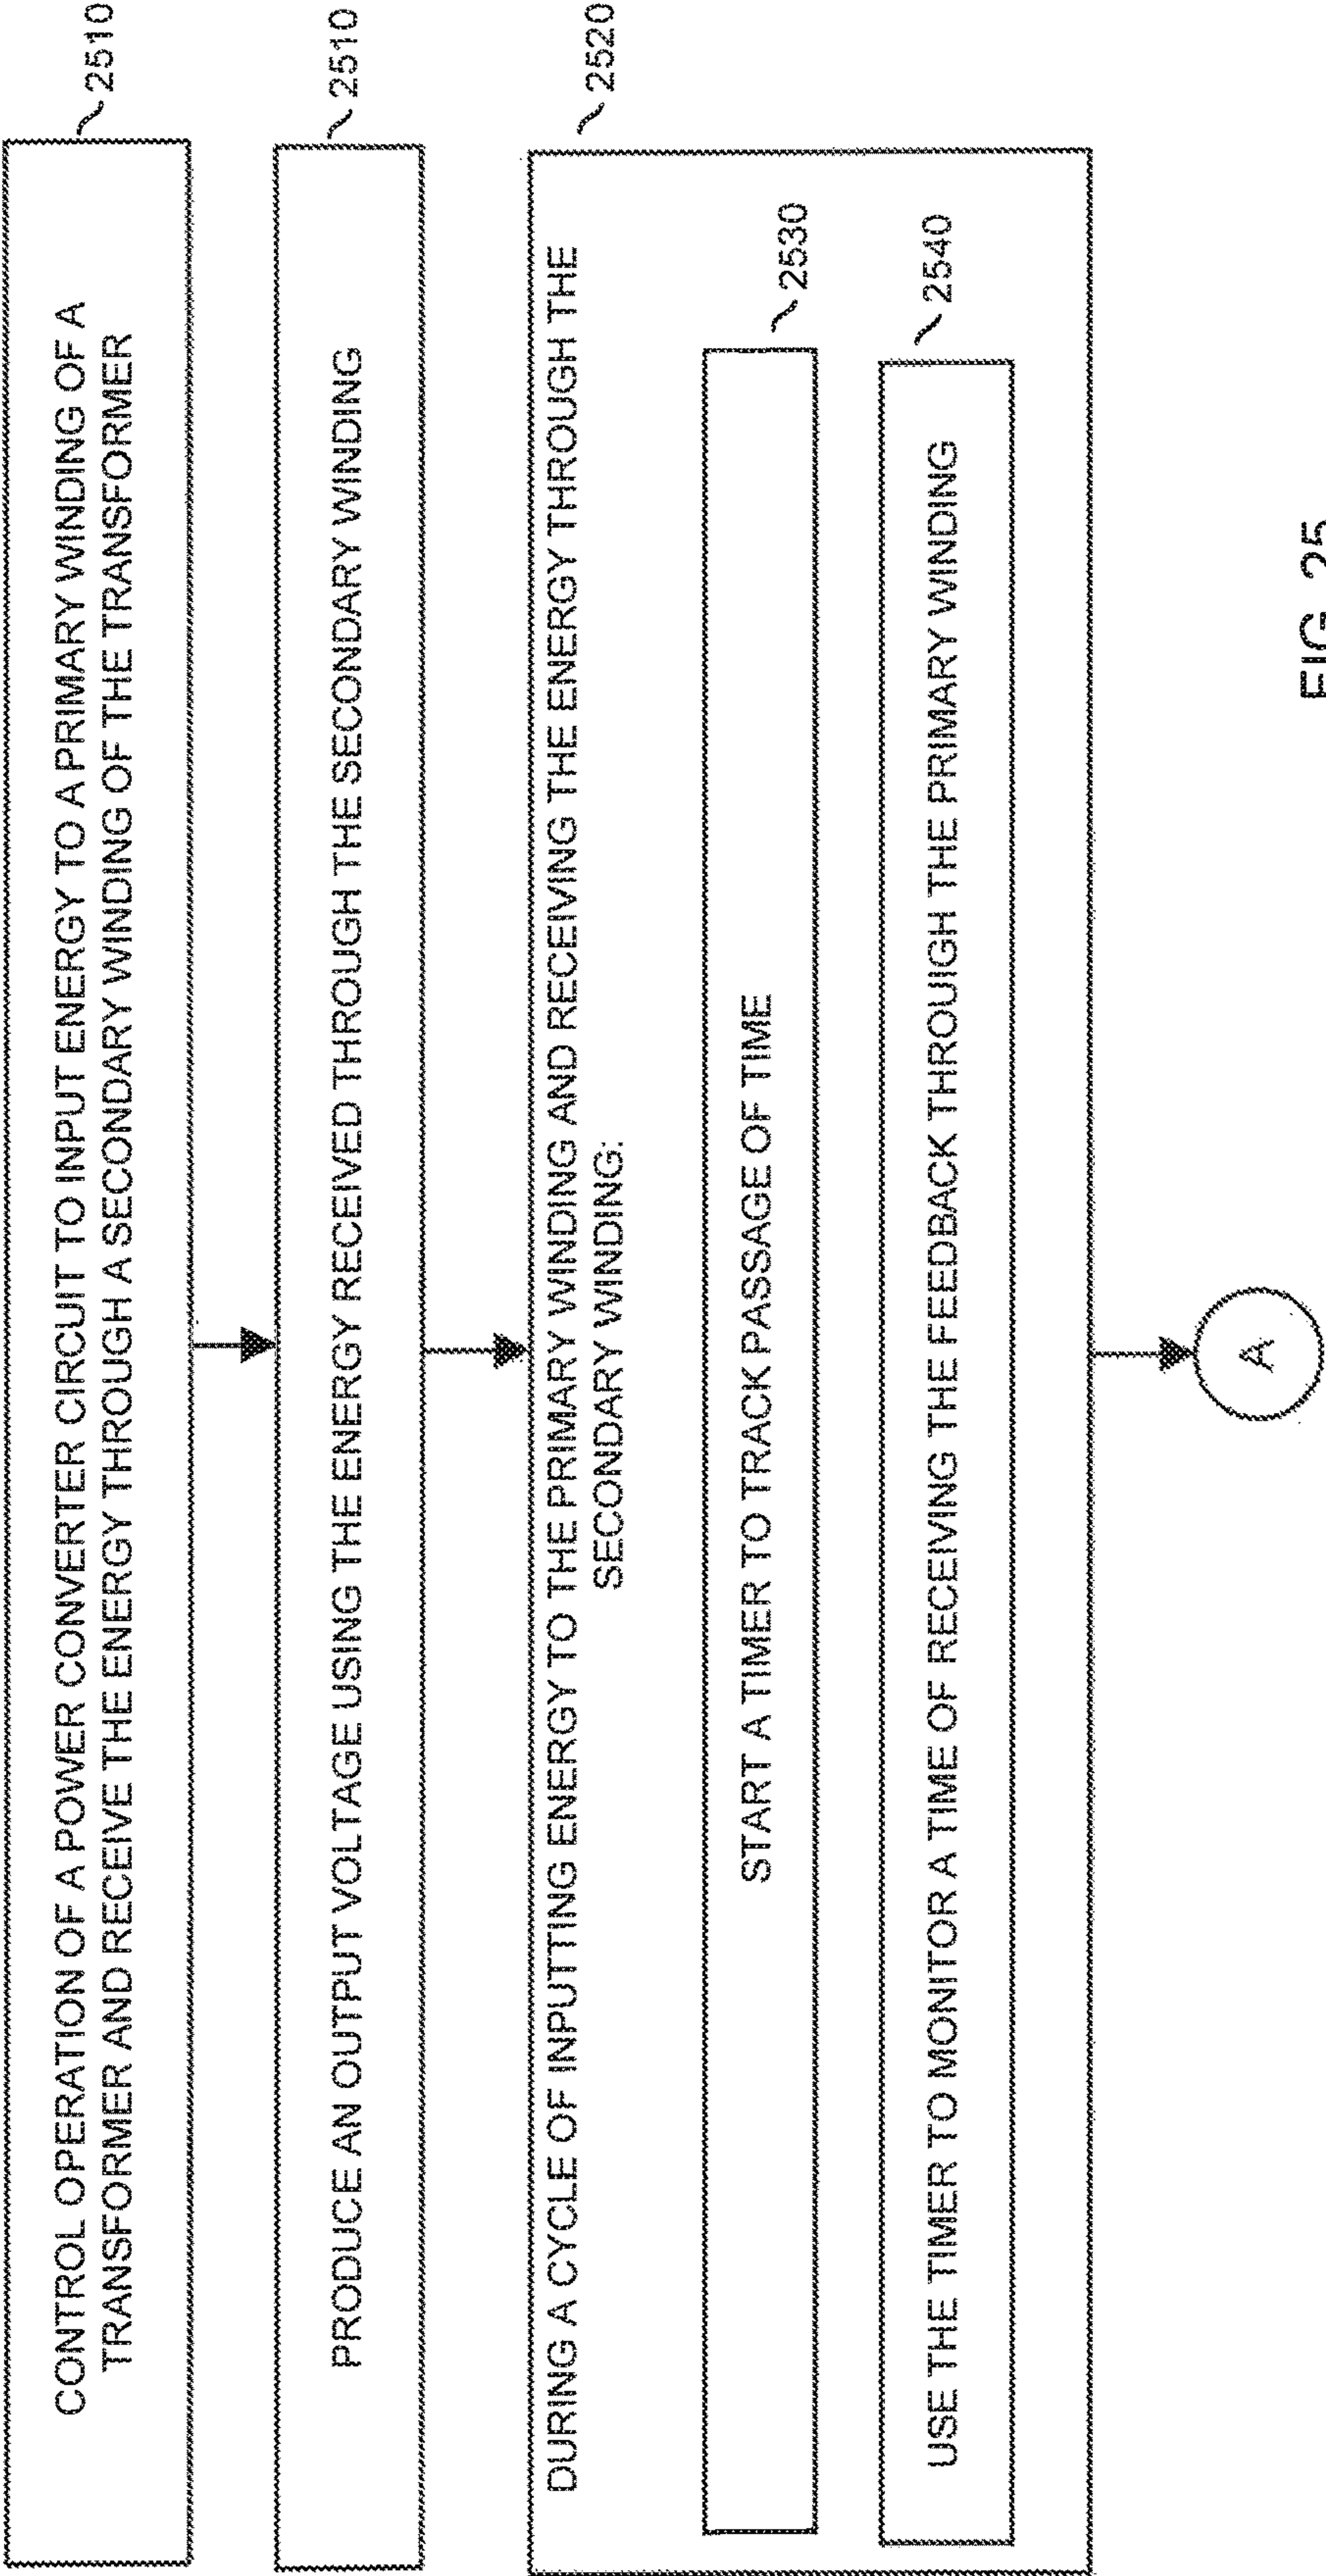 CONTROL OPERATION OF A POWER CONVERTER CIRCUIT TO INPUT ENERGY TO A PRIMARY WINDING OF A
TRANSFORMER AND RECEIVE THE ENERGY THROUGH A SECONDARY WINDING OF THE TRANSFORMER
2510
PRODUCE AN OUTPUT VOLTAGE USING THE ENERGY RECEIVED THROUGH THE SECONDARY WINDING
2510
DURING A CYCLE OF INPUTTING ENERGY TO THE PRIMARY WINDING AND RECEIVING THE ENERGY THROUGH THE
SECONDARY WINDING:
2520
START A TIMER TO TRACK PASSAGE OF TIME
2530
USE THE TIMER TO MONITOR A TIME OF RECEIVING THE FEEDBACK THROUIGH THE PRIMARY WINDING
2540
A
FIG. 25